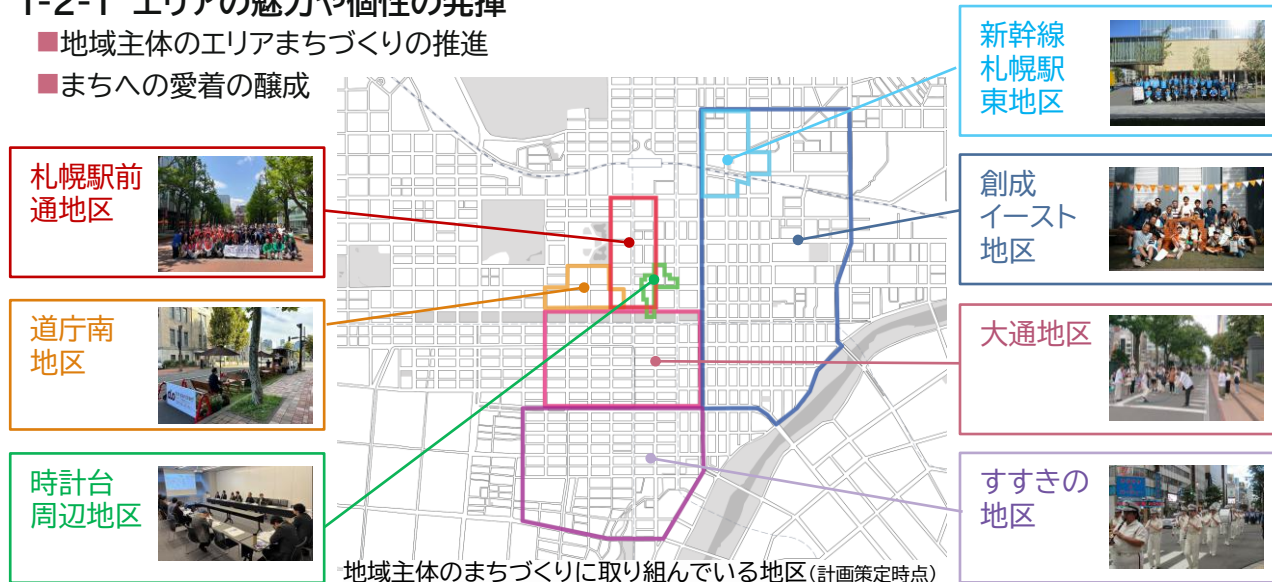 1-2-1 エリアの魅力や個性の発揮
■地域主体のエリアまちづくりの推進
■まちへの愛着の醸成
札幌駅前
通地区
道庁南
地区
時計台
周辺地区
新幹線
札幌駅
東地区
創成
イースト
地区
大通地区
すすきの
地区
地域主体のまちづくりに取り組んでいる地区(計画策定時点)